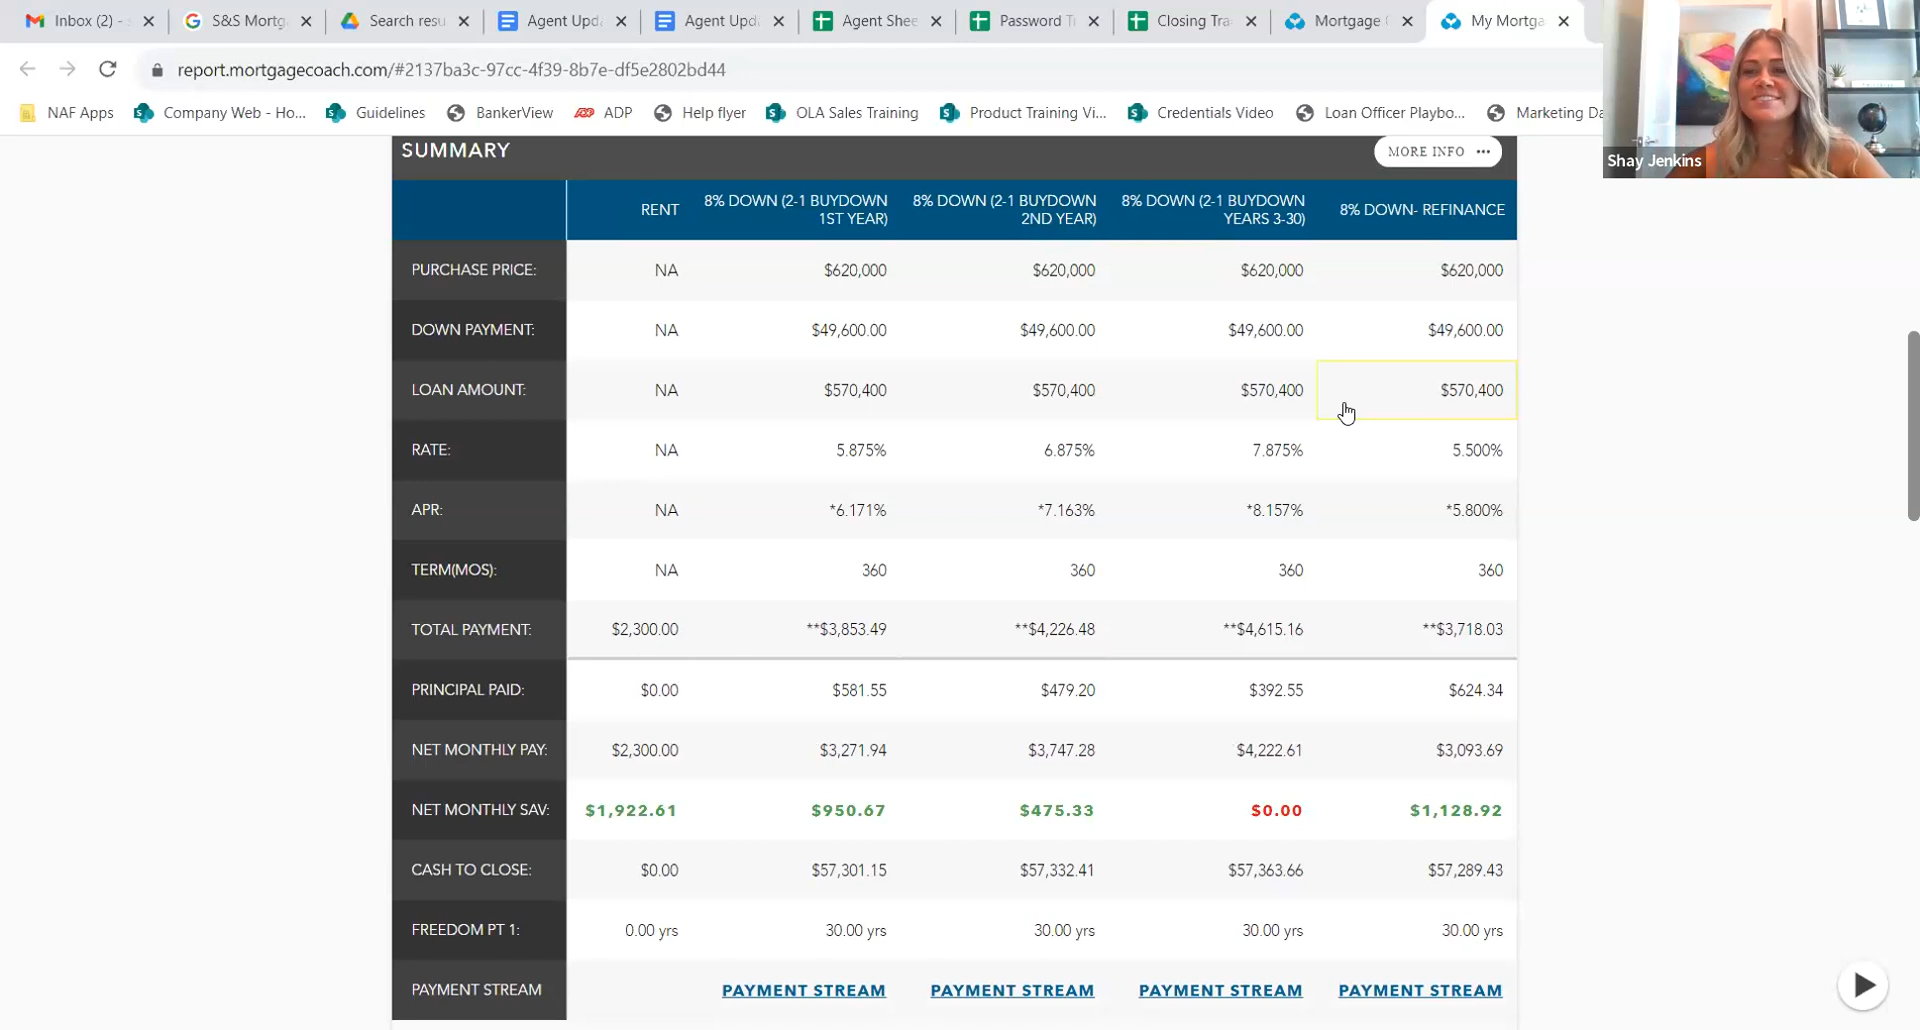 Inbox (2) - s
S&S Mortg
Search resu
Agent Upda
Agent Upd
Agent Shee
Password T
Closing Tra
Mortgage
My Mortga
report.mortgagecoach.com/#2137ba3c-97cc-4f39-8b7e-df5e2802bd44
NAF Apps
Company Web - Ho...
Guidelines
BankerView
ADP
Help flyer
OLA Sales Training
Product Training Vi...
Credentials Video
Loan Officer Playbo...
Marketing Da
Shay Jenkins
SUMMARY
MORE INFO ...
RENT
8% DOWN (2-1 BUYDOWN
1ST YEAR)
8% DOWN (2-1 BUYDOWN
2ND YEAR)
8% DOWN (2-1 BUYDOWN
YEARS 3-30)
8% DOWN- REFINANCE
PURCHASE PRICE: NA $620,000 $620,000 $620,000 $620,000
DOWN PAYMENT: NA $49,600.00 $49,600.00 $49,600.00 $49,600.00
LOAN AMOUNT: NA $570,400 $570,400 $570,400 $570,400
RATE: NA 5.875% 6.875% 7.875% 5.500%
APR: NA *6.171% *7.163% *8.157% *5.800%
TERM(MOS): NA 360 360 360 360
TOTAL PAYMENT: $2,300.00 **$3,853.49 **$4,226.48 **$4,615.16 **$3,718.03
PRINCIPAL PAID: $0.00 $581.55 $479.20 $392.55 $624.34
NET MONTHLY PAY: $2,300.00 $3,271.94 $3,747.28 $4,222.61 $3,093.69
NET MONTHLY SAV: $1,922.61 $950.67 $475.33 $0.00 $1,128.92
CASH TO CLOSE: $0.00 $57,301.15 $57,332.41 $57,363.66 $57,289.43
FREEDOM PT 1: 0.00 yrs 30.00 yrs 30.00 yrs 30.00 yrs 30.00 yrs
PAYMENT STREAM PAYMENT STREAM PAYMENT STREAM PAYMENT STREAM PAYMENT STREAM